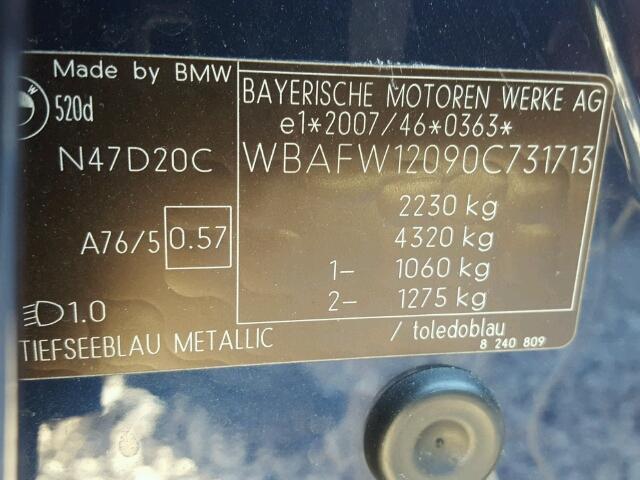 Made by BMW
520d
N47D20C
A76/5 0.57
1.0
TIEFSEEBLAU METALLIC
BAYERISCHE MOTOREN WERKE AG
e1*2007/46*0363*
WBAFW12090C731713
2230 kg
4320 kg
1- 1060 kg
2- 1275 kg
/ toledoblau
8 240 809